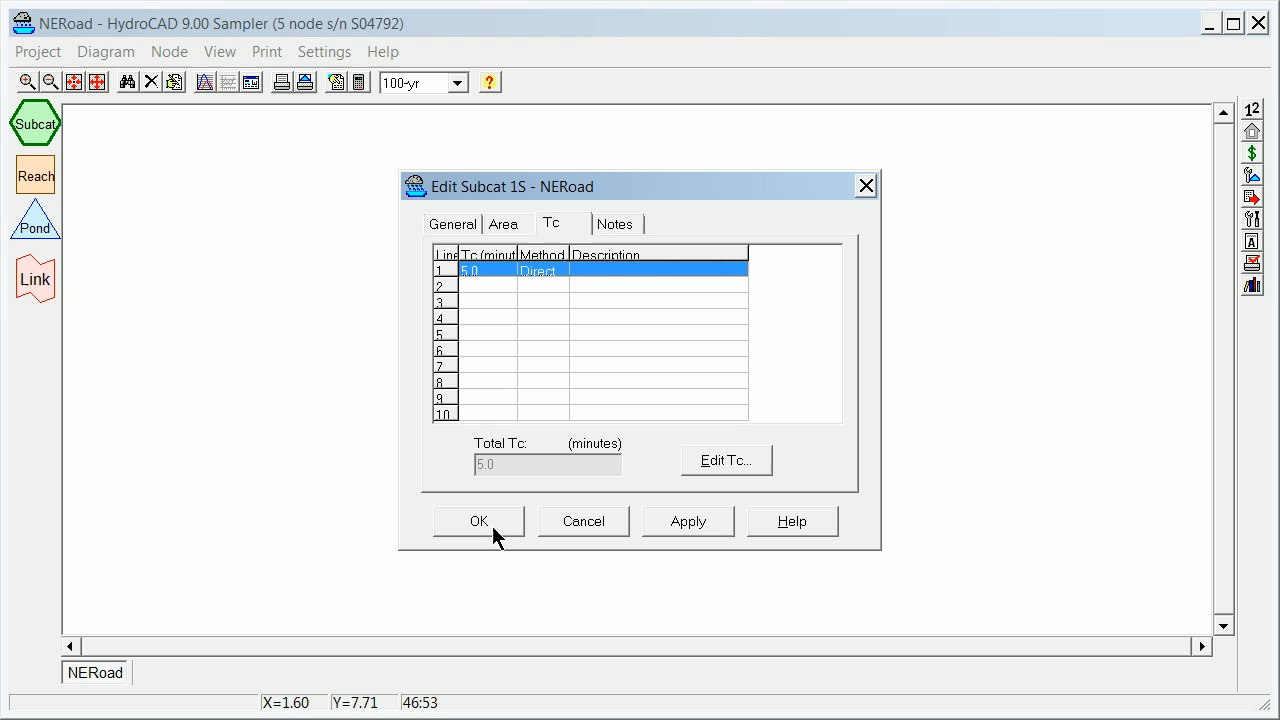 NERoad - HydroCAD 9.00 Sampler (5 node s/n S04792)
Project Diagram Node View Print Settings Help
100-yr
?
Subcat
Reach
Pond
Link
12
$
A
Edit Subcat 1S - NERoad
General Area Tc Notes
Line Tc (minut Method Description
1 5.0 Direct
2
3
4
5
6
7
8
9
10
Total Tc: (minutes)
5.0
Edit Tc...
OK Cancel Apply Help
NERoad
X=1.60 Y=7.71 46:53